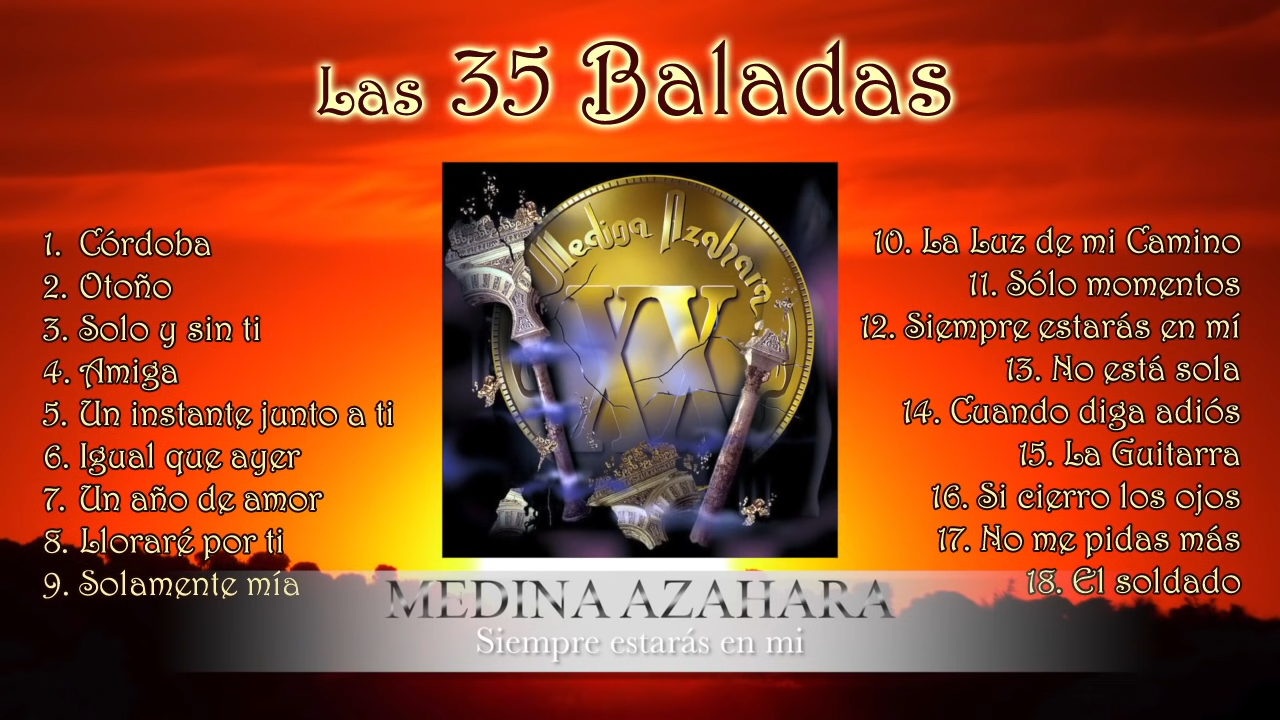 Las 35 Baladas
Medina Azahara
XX
1. Córdoba
2. Otoño
3. Solo y sin ti
4. Amiga
5. Un instante junto a ti
6. Igual que ayer
7. Un año de amor
8. Lloraré por ti
9. Solamente mía
10. La Luz de mi Camino
11. Sólo momentos
12. Siempre estarás en mí
13. No está sola
14. Cuando diga adiós
15. La Guitarra
16. Si cierro los ojos
17. No me pidas más
18. El soldado
MEDINA AZAHARA
Siempre estarás en mi